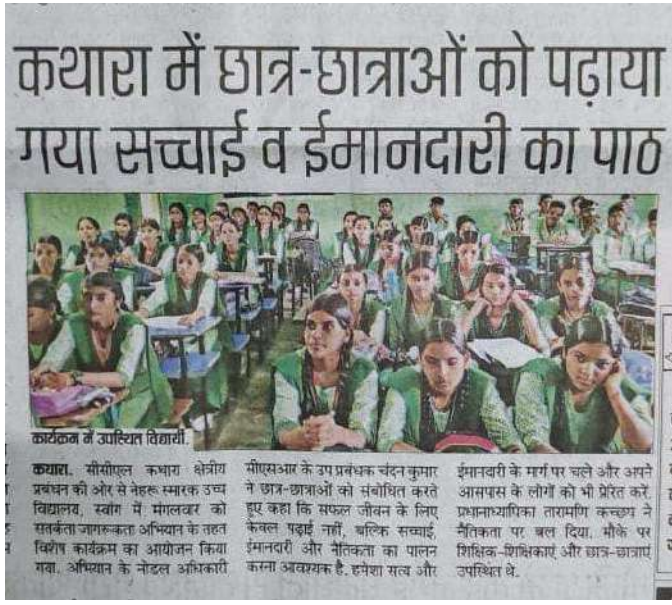 कथारा में छात्र-छात्राओं को पढ़ाया
गया सच्चाई व ईमानदारी का पाठ
कार्यक्रम में उपस्थित विद्यार्थी.
कथारा. सीसीएल कथारा क्षेत्रीय
प्रबंधन की ओर से नेहरू स्मारक उच्च
विद्यालय, स्वांग में मंगलवार को
सतर्कता जागरूकता अभियान के तहत
विशेष कार्यक्रम का आयोजन किया
गया. अभियान के नोडल अधिकारी
सीएसआर के उप प्रबंधक चंदन कुमार
ने छात्र-छात्राओं को संबोधित करते
हुए कहा कि सफल जीवन के लिए
केवल पढ़ाई नहीं, बल्कि सच्चाई,
ईमानदारी और नैतिकता का पालन
करना आवश्यक है. हमेशा सत्य और
ईमानदारी के मार्ग पर चले और अपने
आसपास के लोगों को भी प्रेरित करें.
प्रधानाध्यापिका तारामणि कच्छप ने
नैतिकता पर बल दिया. मौके पर
शिक्षिक-शिक्षिकाएं और छात्र-छात्राएं
उपस्थित थे.